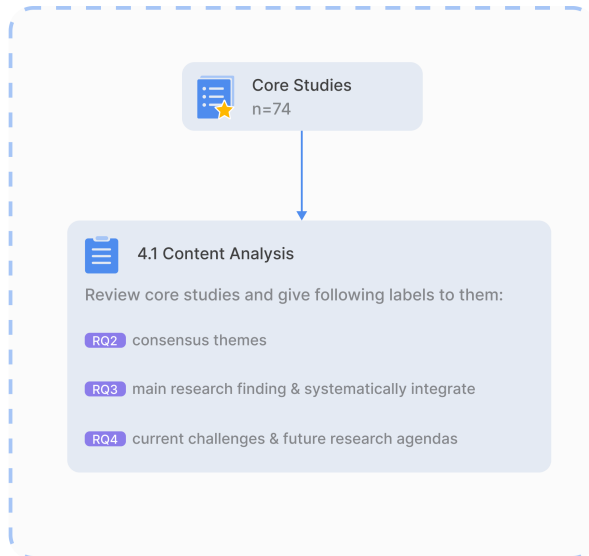 Core Studies
n=74
4.1 Content Analysis
Review core studies and give following labels to them:
RQ2 consensus themes
RQ3 main research finding & systematically integrate
RQ4 current challenges & future research agendas